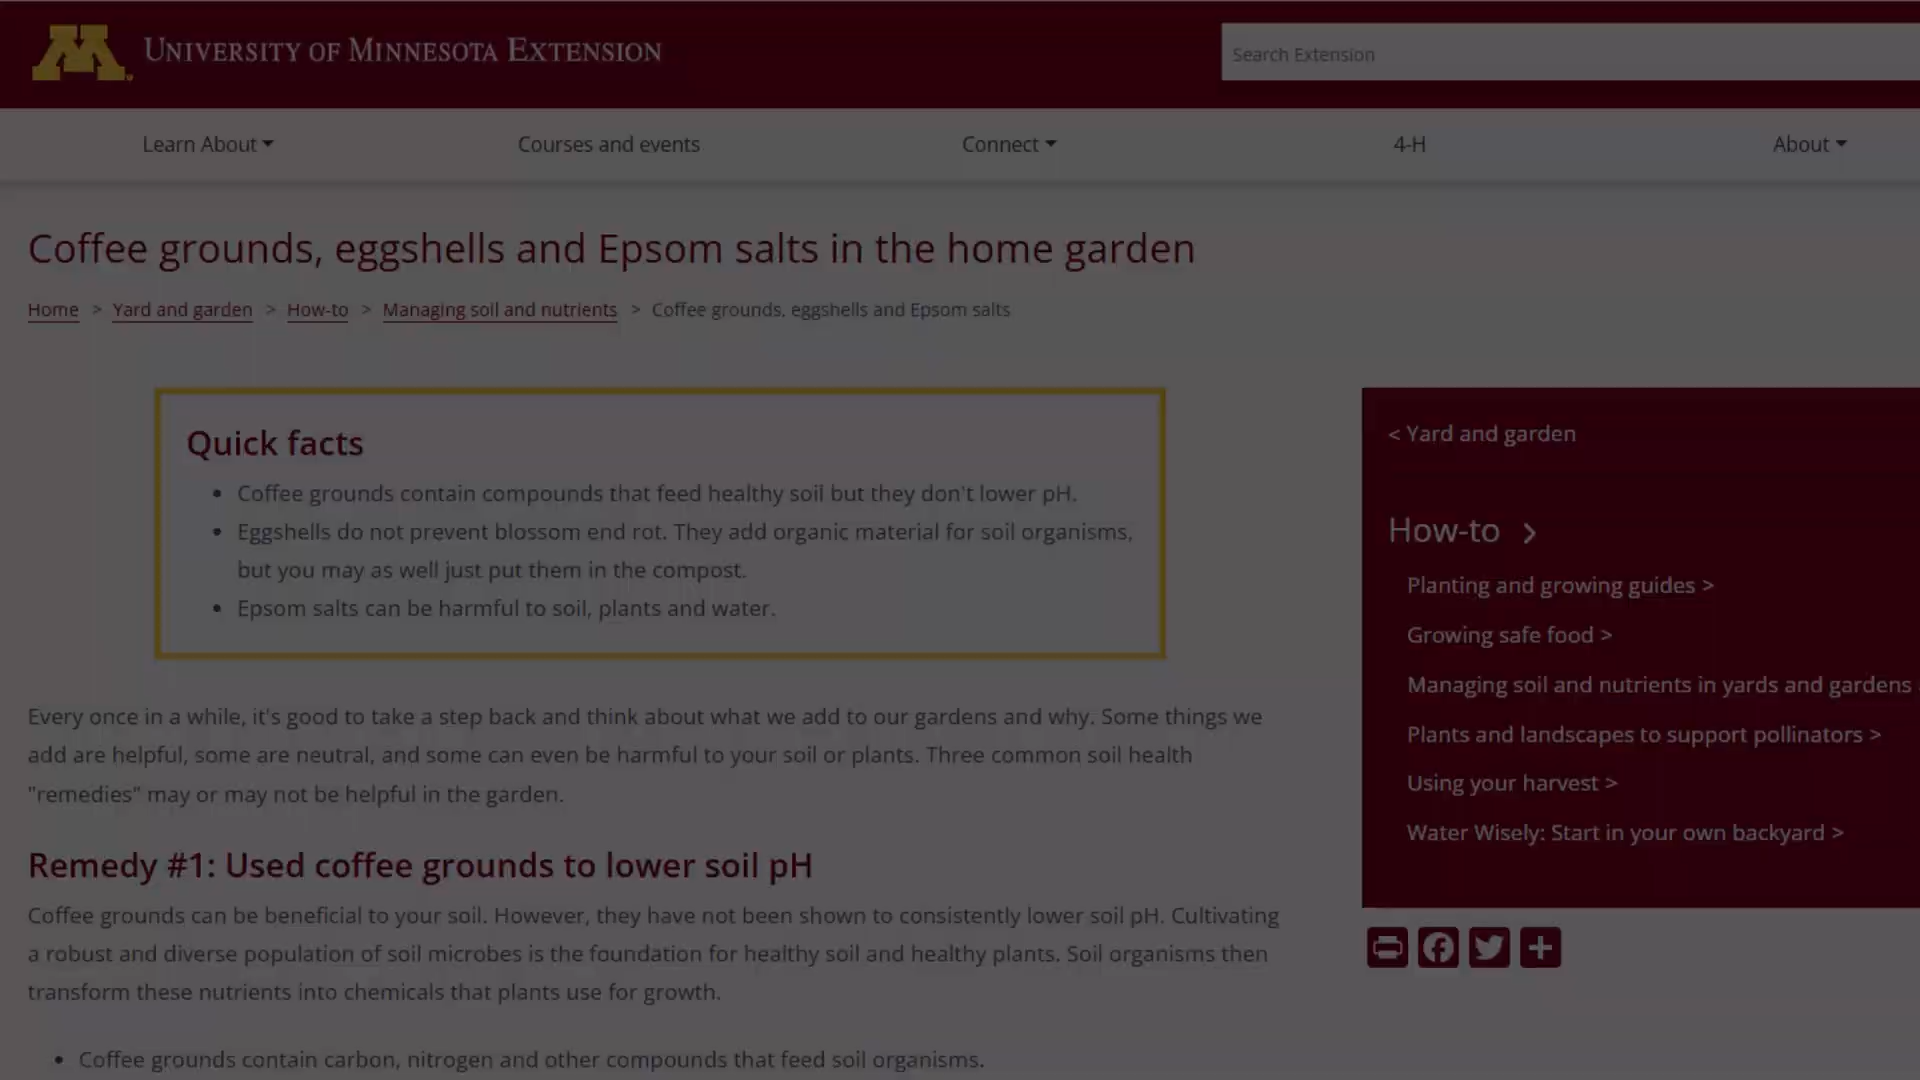 UNIVERSITY OF MINNESOTA EXTENSION
Search Extension
Learn About
Courses and events
Connect
4-H
About
Coffee grounds, eggshells and Epsom salts in the home garden
Home > Yard and garden > How-to > Managing soil and nutrients > Coffee grounds, eggshells and Epsom salts
Quick facts
• Coffee grounds contain compounds that feed healthy soil but they don't lower pH.
• Eggshells do not prevent blossom end rot. They add organic material for soil organisms,
but you may as well just put them in the compost.
• Epsom salts can be harmful to soil, plants and water.
Every once in a while, it's good to take a step back and think about what we add to our gardens and why. Some things we
add are helpful, some are neutral, and some can even be harmful to your soil or plants. Three common soil health
"remedies" may or may not be helpful in the garden.
Remedy #1: Used coffee grounds to lower soil pH
Coffee grounds can be beneficial to your soil. However, they have not been shown to consistently lower soil pH. Cultivating
a robust and diverse population of soil microbes is the foundation for healthy soil and healthy plants. Soil organisms then
transform these nutrients into chemicals that plants use for growth.
• Coffee grounds contain carbon, nitrogen and other compounds that feed soil organisms.
< Yard and garden
How-to >
Planting and growing guides >
Growing safe food >
Managing soil and nutrients in yards and gardens
Plants and landscapes to support pollinators >
Using your harvest >
Water Wisely: Start in your own backyard >